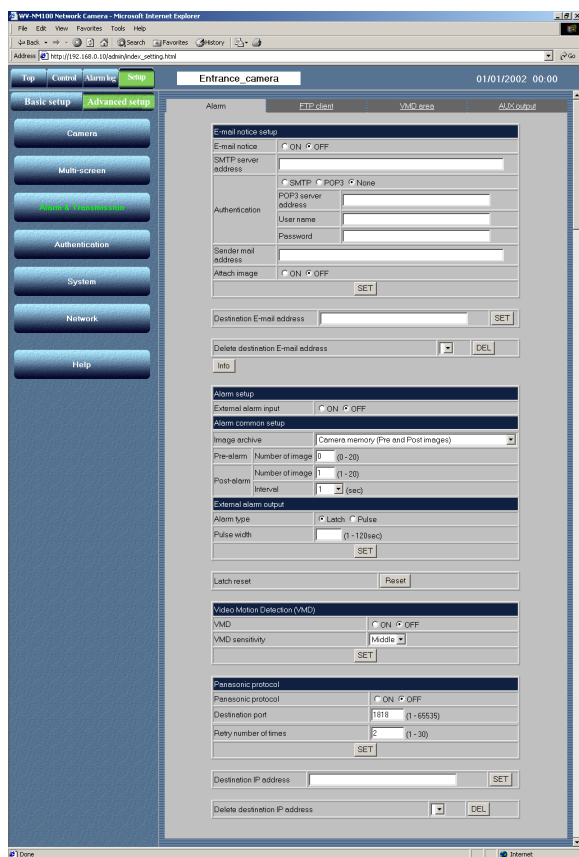 WV-NM100 Network Camera - Microsoft Internet Explorer
File Edit View Favorites Tools Help
Back Search Favorites History
Address http://192.168.0.10/admin/index_setting.html Go
Top Control Alarm log Setup Entrance_camera 01/01/2002 00:00
Basic setup Advanced setup
Alarm FTP client VMD area AUX output
Camera
Multi-screen
Alarm & Transmission
Authentication
System
Network
Help
E-mail notice setup
E-mail notice ON OFF
SMTP server address
Authentication SMTP POP3 None
POP3 server address
User name
Password
Sender mail address
Attach image ON OFF
SET
Destination E-mail address SET
Delete destination E-mail address DEL
Info
Alarm setup
External alarm input ON OFF
Alarm common setup
Image archive Camera memory (Pre and Post images)
Pre-alarm Number of image 0 (0 - 20)
Post-alarm Number of image 1 (1 - 20)
Interval 1 (sec)
External alarm output
Alarm type Latch Pulse
Pulse width (1 - 120sec)
SET
Latch reset Reset
Video Motion Detection (VMD)
VMD ON OFF
VMD sensitivity Middle
SET
Panasonic protocol
Panasonic protocol ON OFF
Destination port 1818 (1 - 65535)
Retry number of times 2 (1 - 30)
SET
Destination IP address SET
Delete destination IP address DEL
Done Internet